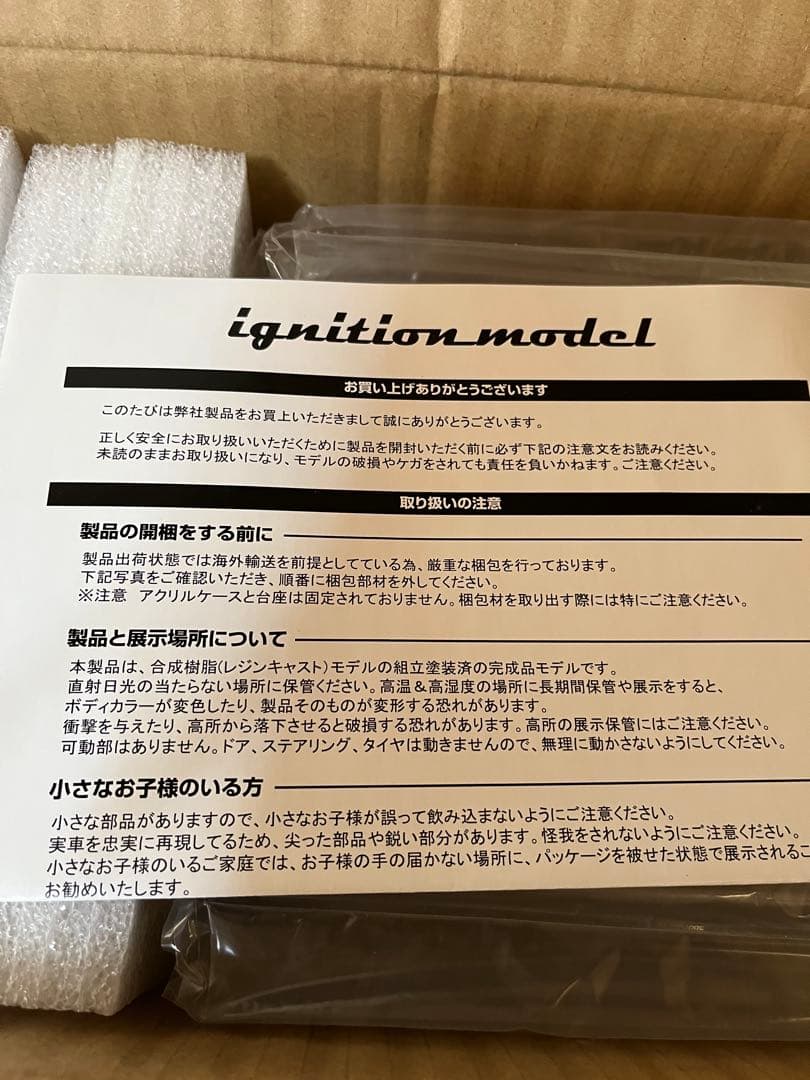 ignition model
お買い上げありがとうございます
このたびは弊社製品をお買上いただきまして誠にありがとうございます。
正しく安全にお取り扱いいただくために製品を開封いただく前に必ず下記の注意文をお読みください。
未読のままお取り扱いになり、モデルの破損やケガをされても責任を負いかねます。ご注意ください。
取り扱いの注意
製品の開梱をする前に
製品出荷状態では海外輸送を前提としてている為、厳重な梱包を行っております。
下記写真をご確認いただき、順番に梱包部材を外してください。
※注意　アクリルケースと台座は固定されておりません。梱包材を取り出す際には特にご注意ください。
製品と展示場所について
本製品は、合成樹脂(レジンキャスト)モデルの組立塗装済の完成品モデルです。
直射日光の当たらない場所に保管ください。高温＆高湿度の場所に長期間保管や展示をすると、
ボディカラーが変色したり、製品そのものが変形する恐れがあります。
衝撃を与えたり、高所から落下させると破損する恐れがあります。高所の展示保管にはご注意ください。
可動部はありません。ドア、ステアリング、タイヤは動きませんので、無理に動かさないようにしてください。
小さなお子様のいる方
小さな部品がありますので、小さなお子様が誤って飲み込まないようにご注意ください。
実車を忠実に再現してるため、尖った部品や鋭い部分があります。怪我をされないようにご注意ください。
小さなお子様のいるご家庭では、お子様の手の届かない場所に、パッケージを被せた状態で展示されるこ
お勧めいたします。